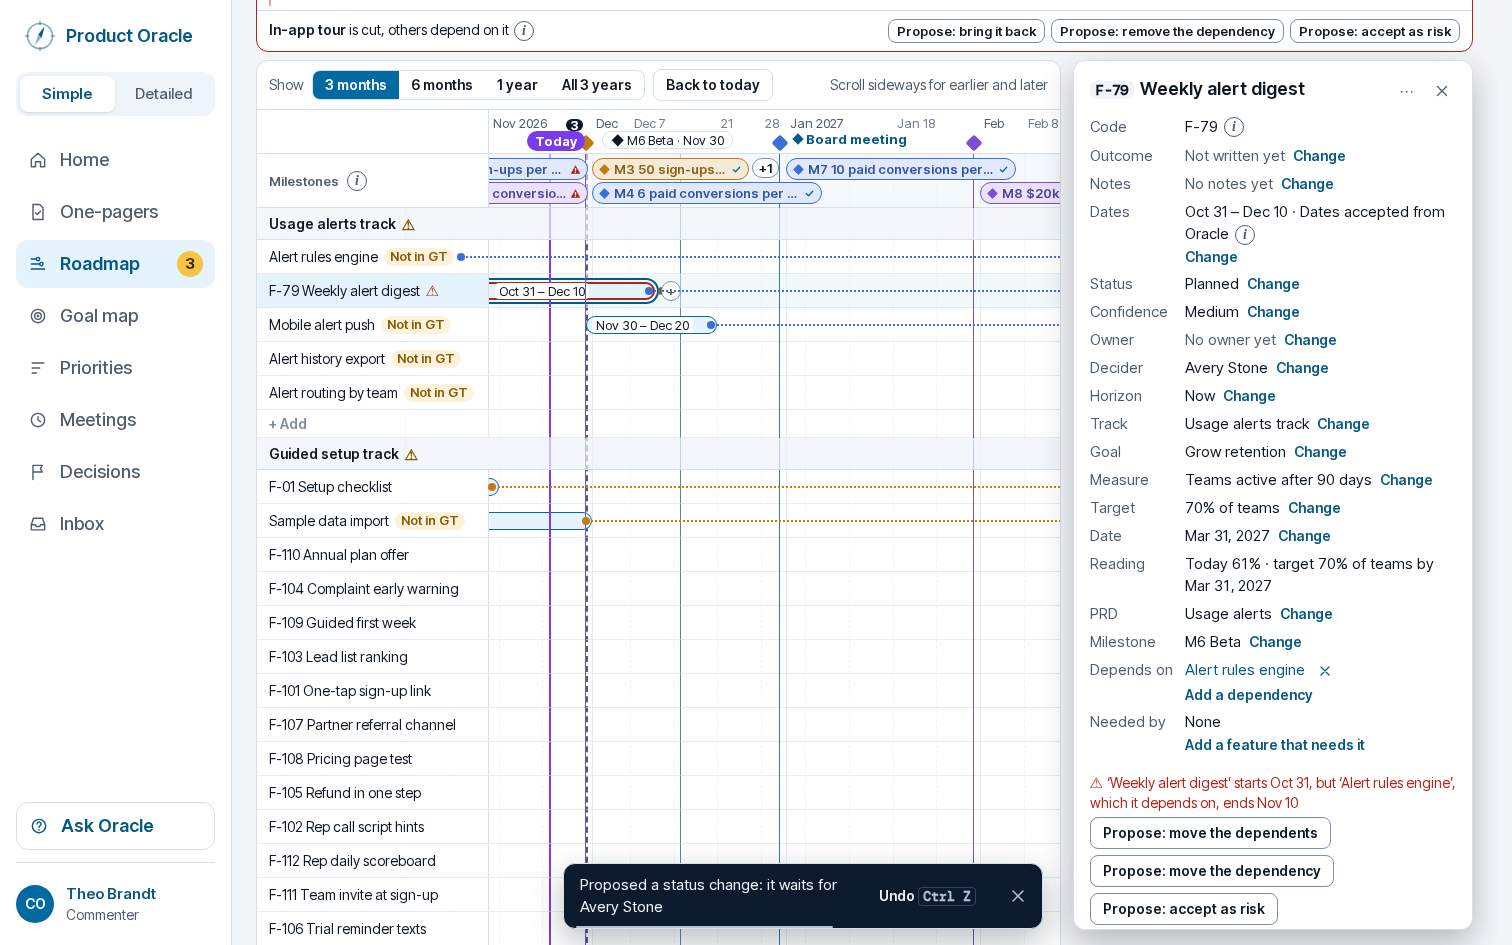 Product Oracle
Simple
Detailed
Home
One-pagers
Roadmap
3
Goal map
Priorities
Meetings
Decisions
Inbox
Ask Oracle
CO
Theo Brandt
Commenter
In-app tour is cut, others depend on it
Propose: bring it back
Propose: remove the dependency
Propose: accept as risk
Show
3 months
6 months
1 year
All 3 years
Back to today
Scroll sideways for earlier and later
Nov 2026
3
Dec
Dec 7
21
28
Jan 2027
Jan 18
Feb
Feb 8
Today
M6 Beta · Nov 30
Board meeting
Milestones
n-ups per ...
M3 50 sign-ups...
+1
M7 10 paid conversions per...
conversio...
M4 6 paid conversions per ...
M8 $20k
Usage alerts track
Alert rules engine
Not in GT
F-79 Weekly alert digest
Oct 31 – Dec 10
Mobile alert push
Not in GT
Nov 30 – Dec 20
Alert history export
Not in GT
Alert routing by team
Not in GT
+ Add
Guided setup track
F-01 Setup checklist
Sample data import
Not in GT
F-110 Annual plan offer
F-104 Complaint early warning
F-109 Guided first week
F-103 Lead list ranking
F-101 One-tap sign-up link
F-107 Partner referral channel
F-108 Pricing page test
F-105 Refund in one step
F-102 Rep call script hints
F-112 Rep daily scoreboard
F-111 Team invite at sign-up
F-106 Trial reminder texts
Proposed a status change: it waits for
Avery Stone
Undo
Ctrl Z
F-79 Weekly alert digest
Code
F-79
Outcome
Not written yet Change
Notes
No notes yet Change
Dates
Oct 31 – Dec 10 · Dates accepted from
Oracle
Change
Status
Planned Change
Confidence
Medium Change
Owner
No owner yet Change
Decider
Avery Stone Change
Horizon
Now Change
Track
Usage alerts track Change
Goal
Grow retention Change
Measure
Teams active after 90 days Change
Target
70% of teams Change
Date
Mar 31, 2027 Change
Reading
Today 61% · target 70% of teams by
Mar 31, 2027
PRD
Usage alerts Change
Milestone
M6 Beta Change
Depends on
Alert rules engine
Add a dependency
Needed by
None
Add a feature that needs it
‘Weekly alert digest’ starts Oct 31, but ‘Alert rules engine’,
which it depends on, ends Nov 10
Propose: move the dependents
Propose: move the dependency
Propose: accept as risk